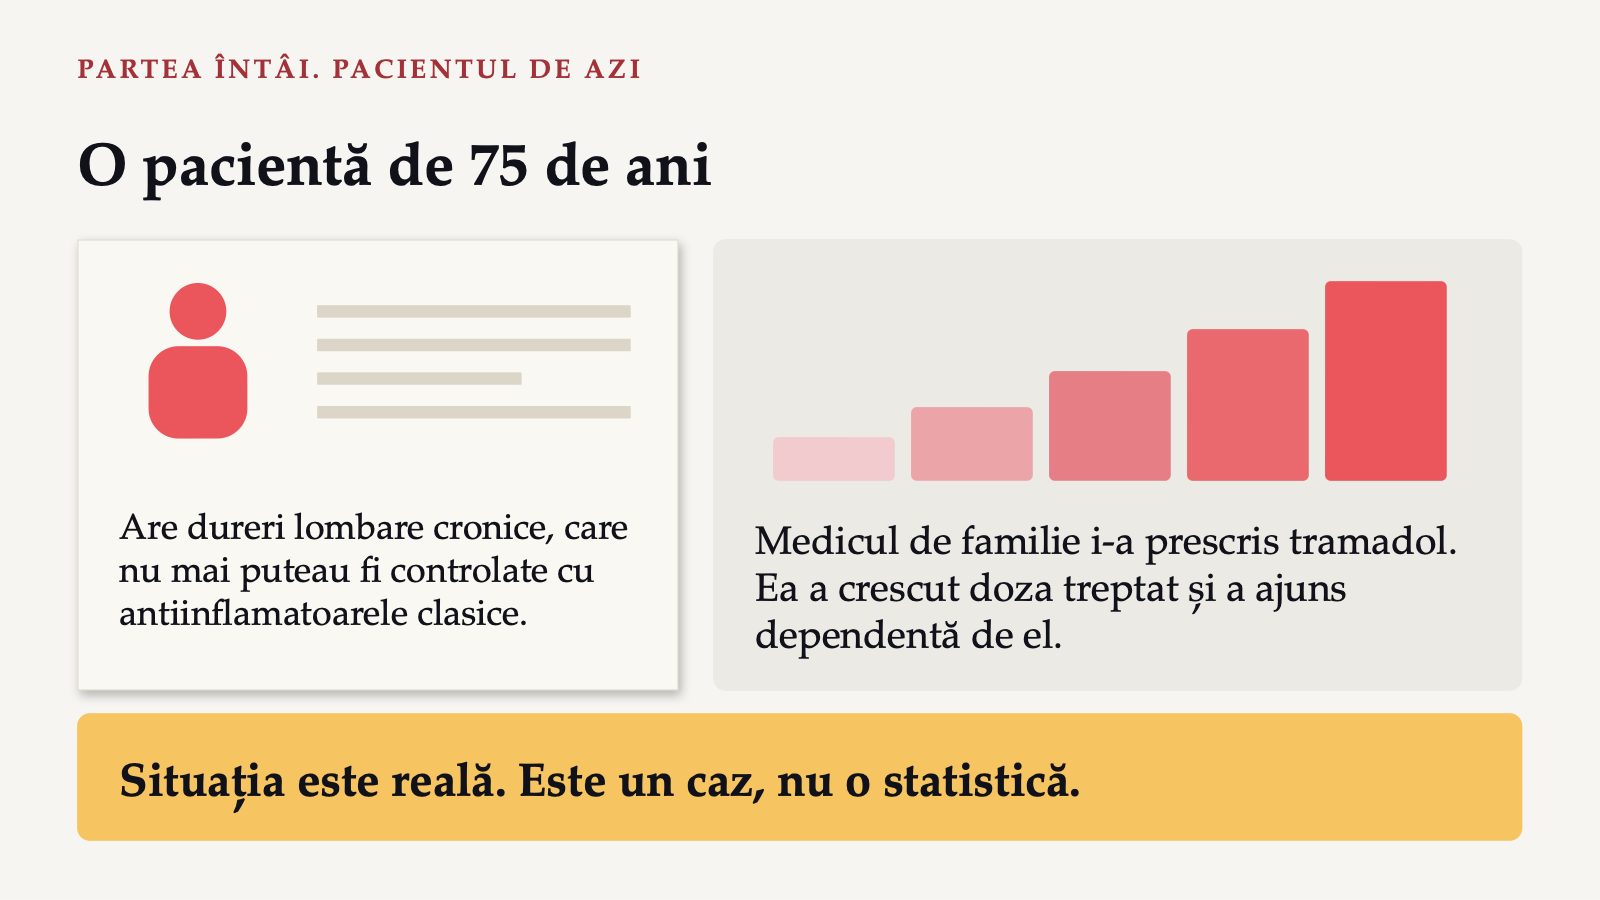 PARTEA ÎNTÂI. PACIENTUL DE AZI
O pacientă de 75 de ani
Are dureri lombare cronice, care
nu mai puteau fi controlate cu
antiinflamatoarele clasice.
Medicul de familie i-a prescris tramadol.
Ea a crescut doza treptat și a ajuns
dependentă de el.
Situația este reală. Este un caz, nu o statistică.